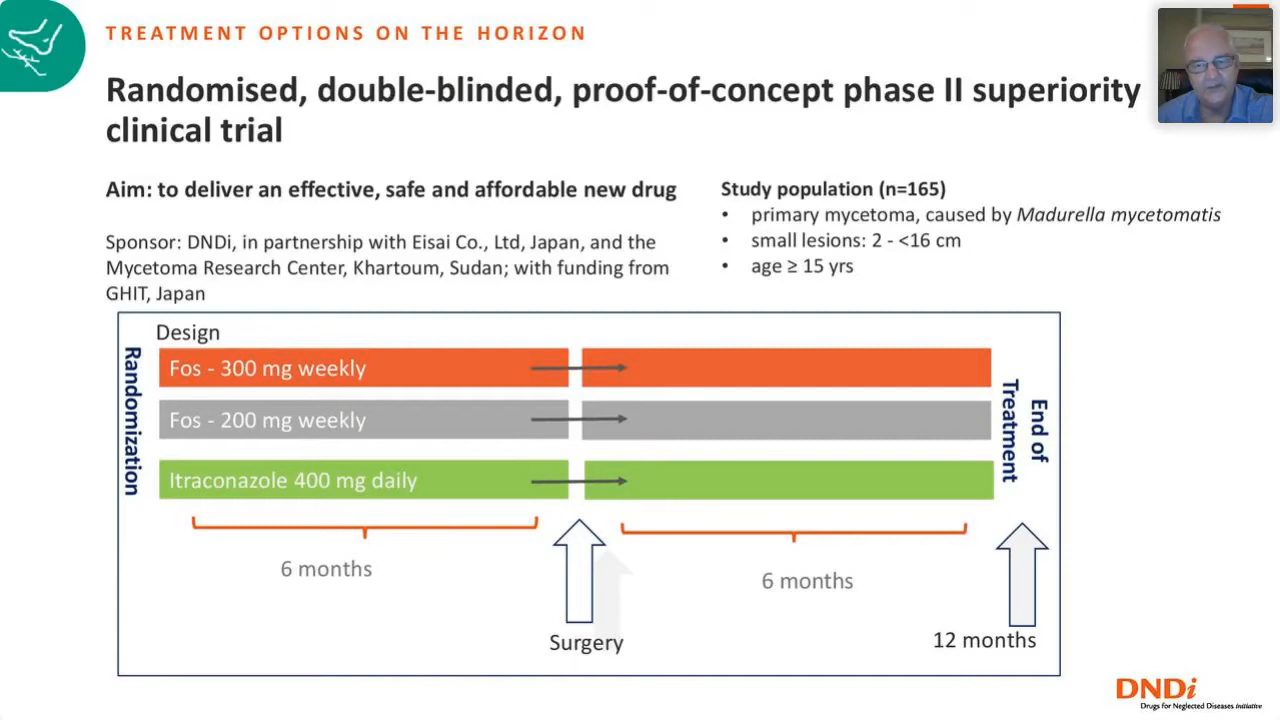 TREATMENT OPTIONS ON THE HORIZON
Randomised, double-blinded, proof-of-concept phase II superiority
clinical trial
Aim: to deliver an effective, safe and affordable new drug
Sponsor: DNDi, in partnership with Eisai Co., Ltd, Japan, and the
Mycetoma Research Center, Khartoum, Sudan; with funding from
GHIT, Japan
Study population (n=165)
• primary mycetoma, caused by Madurella mycetomatis
• small lesions: 2 - <16 cm
• age ≥ 15 yrs
Design
Randomization
Fos - 300 mg weekly
Fos - 200 mg weekly
Itraconazole 400 mg daily
End of
Treatment
6 months
6 months
Surgery
12 months
DNDi
Drugs for Neglected Diseases initiative